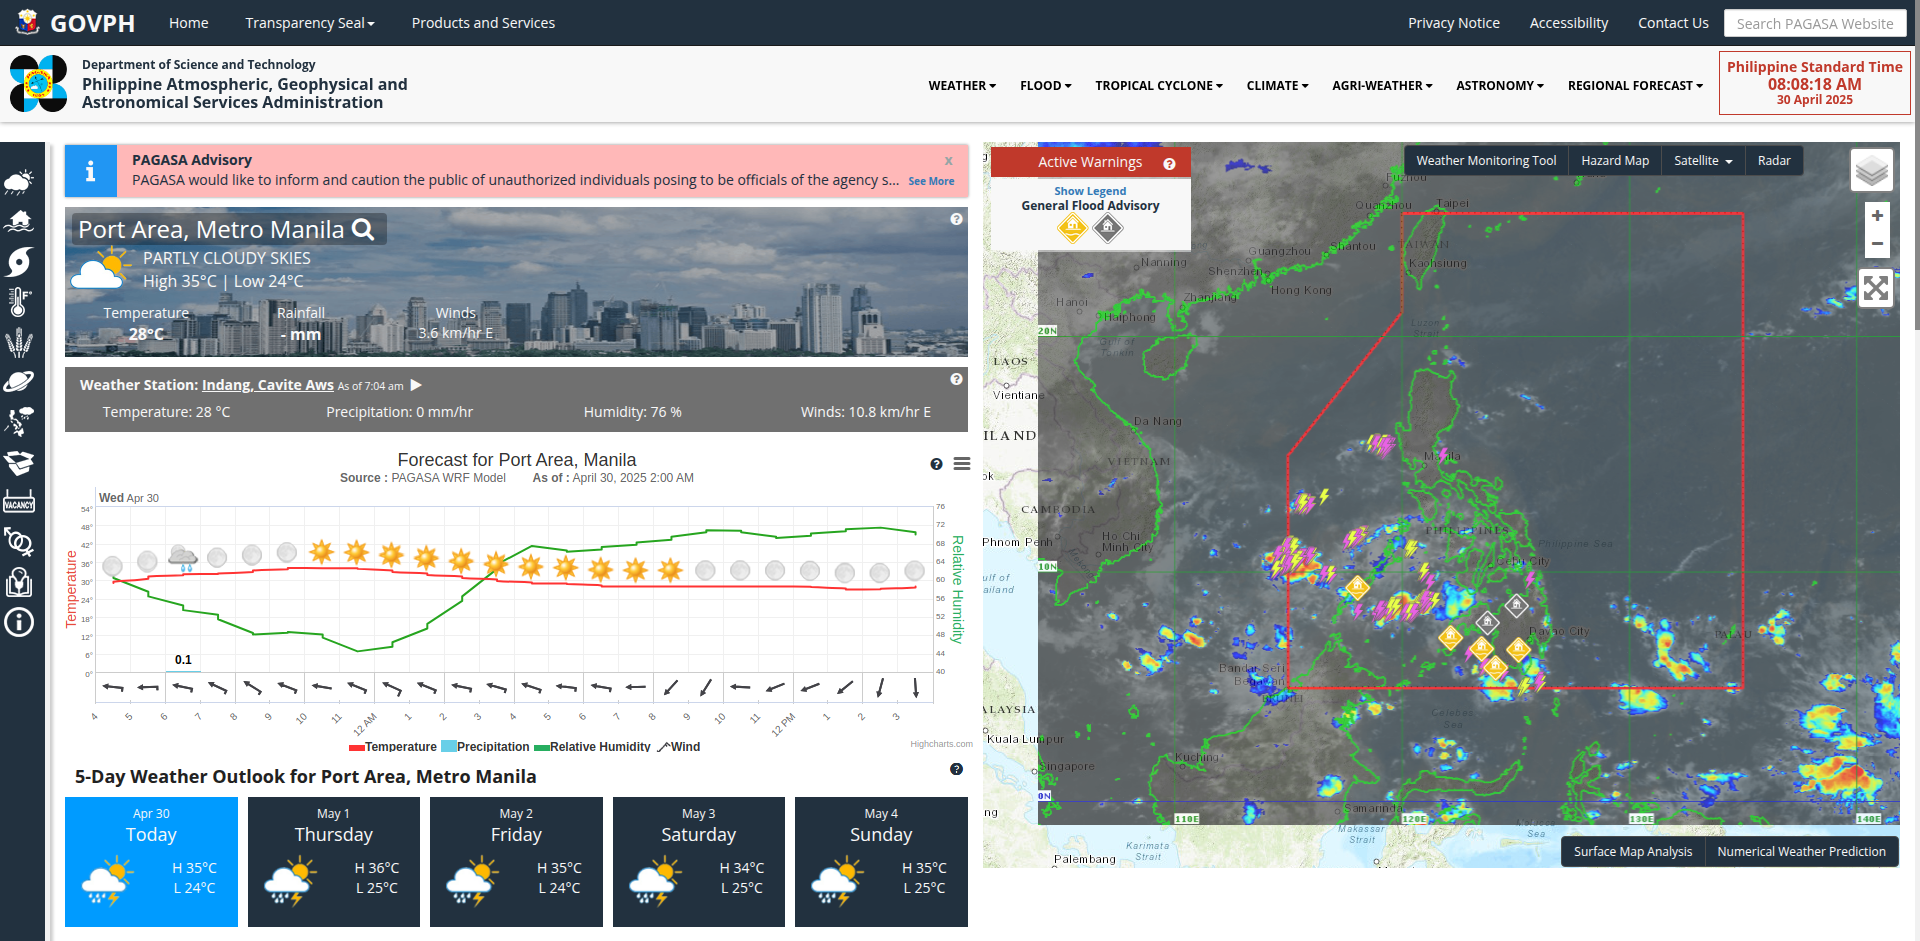 GOVPH
Home
Transparency Seal
Products and Services
Privacy Notice
Accessibility
Contact Us
Search PAGASA Website
Department of Science and Technology
Philippine Atmospheric, Geophysical and
Astronomical Services Administration
WEATHER
FLOOD
TROPICAL CYCLONE
CLIMATE
AGRI-WEATHER
ASTRONOMY
REGIONAL FORECAST
Philippine Standard Time
08:08:18 AM
30 April 2025
VACANCY
PAGASA Advisory
x
PAGASA would like to inform and caution the public of unauthorized individuals posing to be officials of the agency s...
See More
Port Area, Metro Manila
PARTLY CLOUDY SKIES
High 35°C | Low 24°C
Temperature
Rainfall
Winds
28°C
- mm
3.6 km/hr E
Weather Station: Indang, Cavite Aws As of 7:04 am
Temperature: 28 °C
Precipitation: 0 mm/hr
Humidity: 76 %
Winds: 10.8 km/hr E
Forecast for Port Area, Manila
Source : PAGASA WRF Model
As of : April 30, 2025 2:00 AM
Wed Apr 30
54°
48°
42°
36°
30°
24°
18°
12°
6°
0°
Temperature
76
72
68
64
60
56
52
48
44
40
Relative Humidity
0.1
4
5
6
7
8
9
10
11
12 AM
1
2
3
4
5
6
7
8
9
10
11
12 PM
1
2
3
Temperature
Precipitation
Relative Humidity
Wind
Highcharts.com
5-Day Weather Outlook for Port Area, Metro Manila
Apr 30
Today
H 35°C
L 24°C
May 1
Thursday
H 36°C
L 25°C
May 2
Friday
H 35°C
L 24°C
May 3
Saturday
H 34°C
L 25°C
May 4
Sunday
H 35°C
L 25°C
Active Warnings
Show Legend
General Flood Advisory
Weather Monitoring Tool
Hazard Map
Satellite
Radar
+
−
Fuzhou
Quanzhou
Taipei
TAIWAN
Kaohsiung
Guangzhou
Shantou
Shenzhen
Hong Kong
Nanning
Zhanjiang
Hanoi
Haiphong
Gulf of
Tonkin
Luzon
Strait
20N
LAOS
Vientiane
Da Nang
VIETNAM
CAMBODIA
Phnom Penh
Ho Chi
Minh City
Manila
PHILIPPINES
Philippine Sea
Cebu City
10N
Davao City
PALAU
Bandar Seri
Begawan
BRUNEI
Celebes
Sea
Kuala Lumpur
Kuching
Singapore
Samarinda
0N
110E
120E
130E
140E
Makassar
Strait
Karimata
Strait
Palembang
Surface Map Analysis
Numerical Weather Prediction